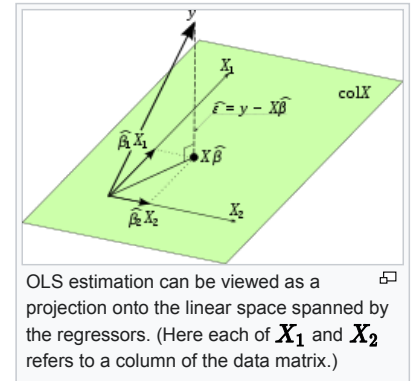 y
X₁
colX
ε̂ = y − Xβ̂
β̂₁X₁
Xβ̂
β̂₂X₂
X₂
OLS estimation can be viewed as a
projection onto the linear space spanned by
the regressors. (Here each of X₁ and X₂
refers to a column of the data matrix.)